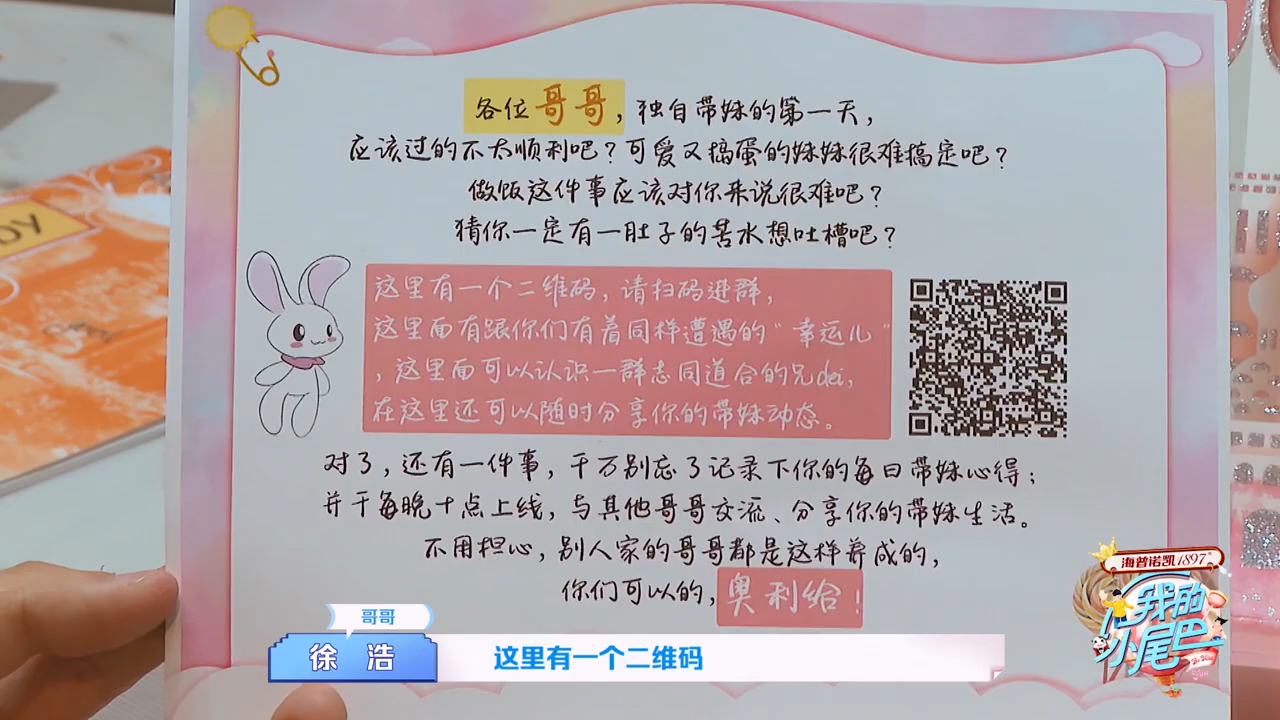 各位哥哥，独自带妹的第一天，
应该过的不太顺利吧？可爱又捣蛋的妹妹很难搞定吧？
做饭这件事应该对你来说很难吧？
猜你一定有一肚子的苦水想吐槽吧？
这里有一个二维码，请扫码进群，
这里面有跟你们有着同样遭遇的“幸运儿”
，这里面可以认识一群志同道合的兄dei，
在这里还可以随时分享你的带妹动态。
对了，还有一件事，千万别忘了记录下你的每日带妹心得；
并于每晚十点上线，与其他哥哥交流、分享你的带妹生活。
不用担心，别人家的哥哥都是这样养成的，
你们可以的，奥利给！
海普诺凯1897
我的小尾巴
哥哥
徐浩
这里有一个二维码